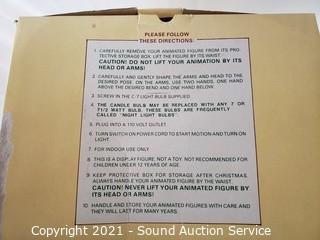 PLEASE FOLLOW
THESE DIRECTIONS:
1. CAREFULLY REMOVE YOUR ANIMATED FIGURE FROM ITS PRO-
TECTIVE STORAGE BOX. LIFT THE FIGURE BY ITS WAIST.
CAUTION! DO NOT LIFT YOUR ANIMATION BY ITS
HEAD OR ARMS!
2. CAREFULLY AND GENTLY SHAPE THE ARMS AND HEAD TO THE
DESIRED POSE. ON THE ARMS, USE TWO HANDS, ONE HAND
ABOVE THE DESIRED BEND AND ONE HAND BELOW.
3. SCREW IN THE C-7 LIGHT BULB SUPPLIED
4. THE CANDLE BULB MAY BE REPLACED WITH ANY 7 OR
71/2 WATT BULB. THESE BULBS ARE FREQUENTLY
CALLED "NIGHT LIGHT BULBS".
5. PLUG INTO A 110 VOLT OUTLET.
6. TURN SWITCH ON POWER CORD TO START MOTION AND TURN ON
LIGHT.
7. FOR INDOOR USE ONLY
8. THIS IS A DISPLAY FIGURE, NOT A TOY. NOT RECOMMENDED FOR
CHILDREN UNDER 12 YEARS OF AGE.
9. KEEP PROTECTIVE BOX FOR STORAGE AFTER CHRISTMAS.
ALWAYS HANDLE YOUR ANIMATED FIGURE BY THE WAIST.
CAUTION! NEVER LIFT YOUR ANIMATED FIGURE BY
ITS HEAD OR ARMS!
10. HANDLE AND STORE YOUR ANIMATED FIGURES WITH CARE AND
THEY WILL LAST FOR MANY YEARS.
Copyright 2021 - Sound Auction Service